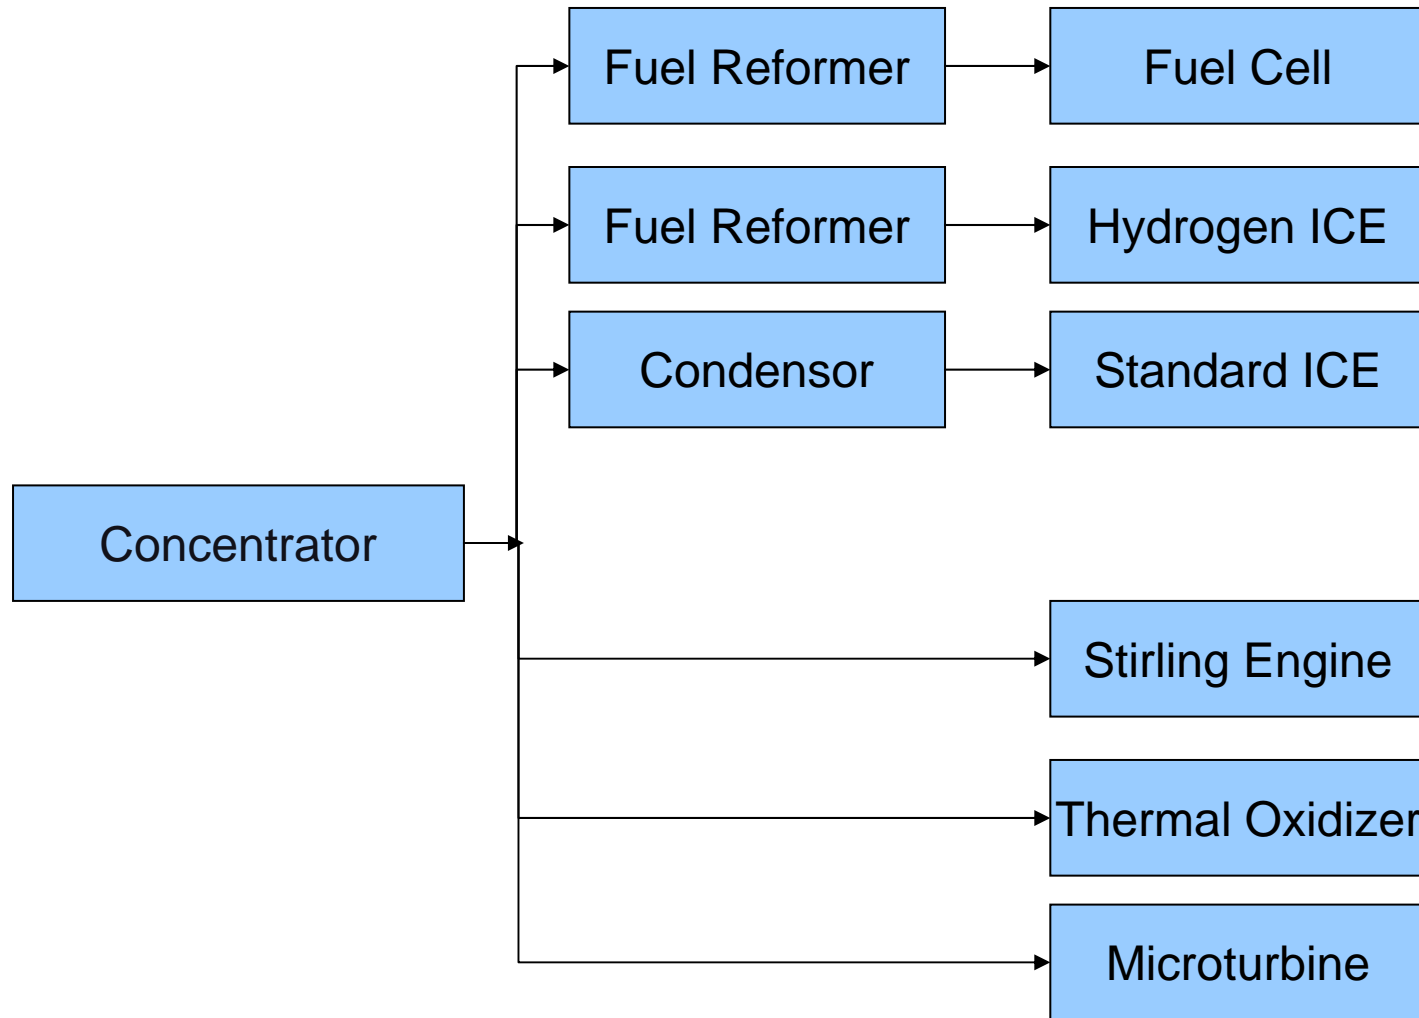 Fuel Reformer
Fuel Cell
Fuel Reformer
Hydrogen ICE
Condensor
Standard ICE
Concentrator
Stirling Engine
Thermal Oxidizer
Microturbine